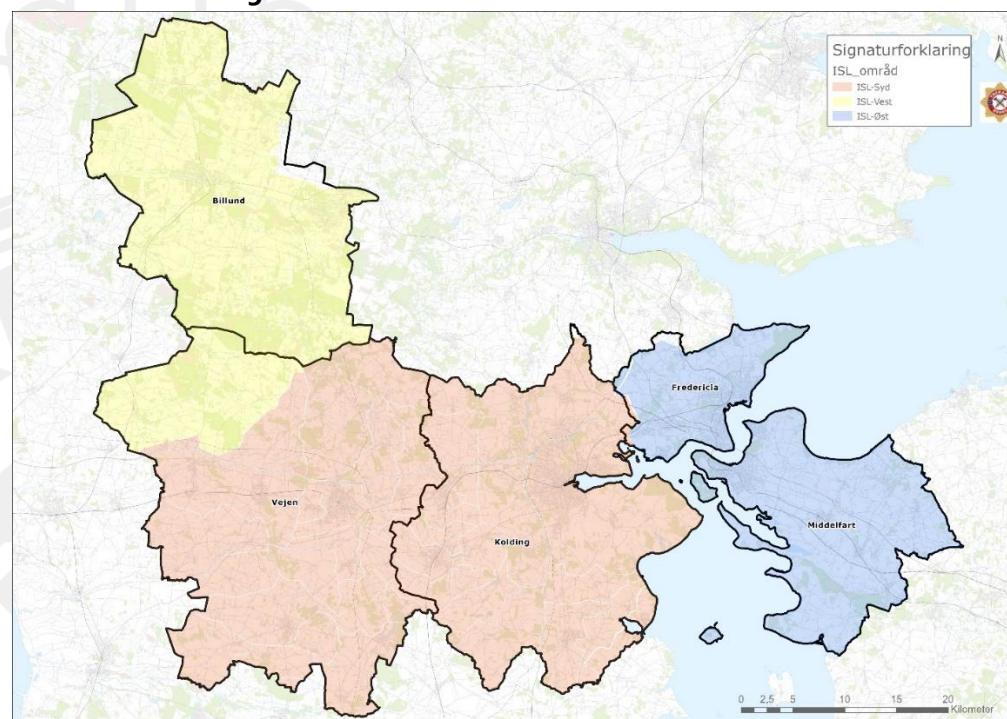 Signaturforklaring
ISL_områd
ISL-Syd
ISL-Vest
ISL-Øst
N
Billund
Fredericia
Vejen
Kolding
Middelfart
0 2,5 5 10 15 20
Kilometer